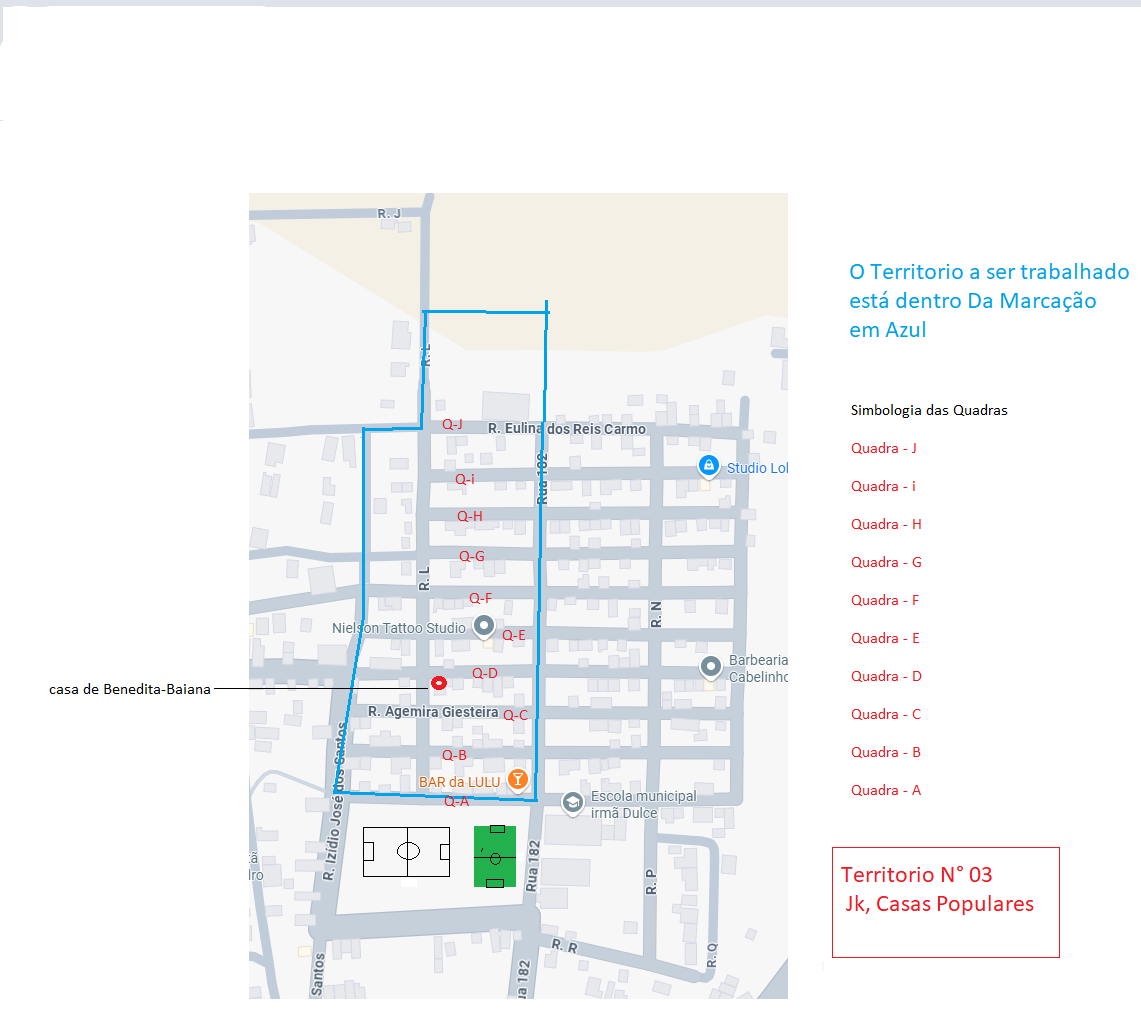 R. J
O Territorio a ser trabalhado
está dentro Da Marcação
em Azul
R. L
Simbologia das Quadras
Q-J
R. Eulina dos Reis Carmo
Quadra - J
Rua 182
Studio Lol
Q-i
Quadra - i
Q-H
Quadra - H
Q-G
Quadra - G
R. L
Q-F
Quadra - F
R. N
Nielson Tattoo Studio
Q-E
Quadra - E
Barbearia
Cabelinho
Q-D
Quadra - D
casa de Benedita-Baiana
R. Agemira Giesteira
Q-C
Quadra - C
Q-B
Quadra - B
BAR da LULU
Q-A
Quadra - A
Escola municipal
irmã Dulce
R. Izídio José dos Santos
Rua 182
R. P
tã
dro
Territorio N° 03
Jk, Casas Populares
R. R
R. Q
Santos
ua 182